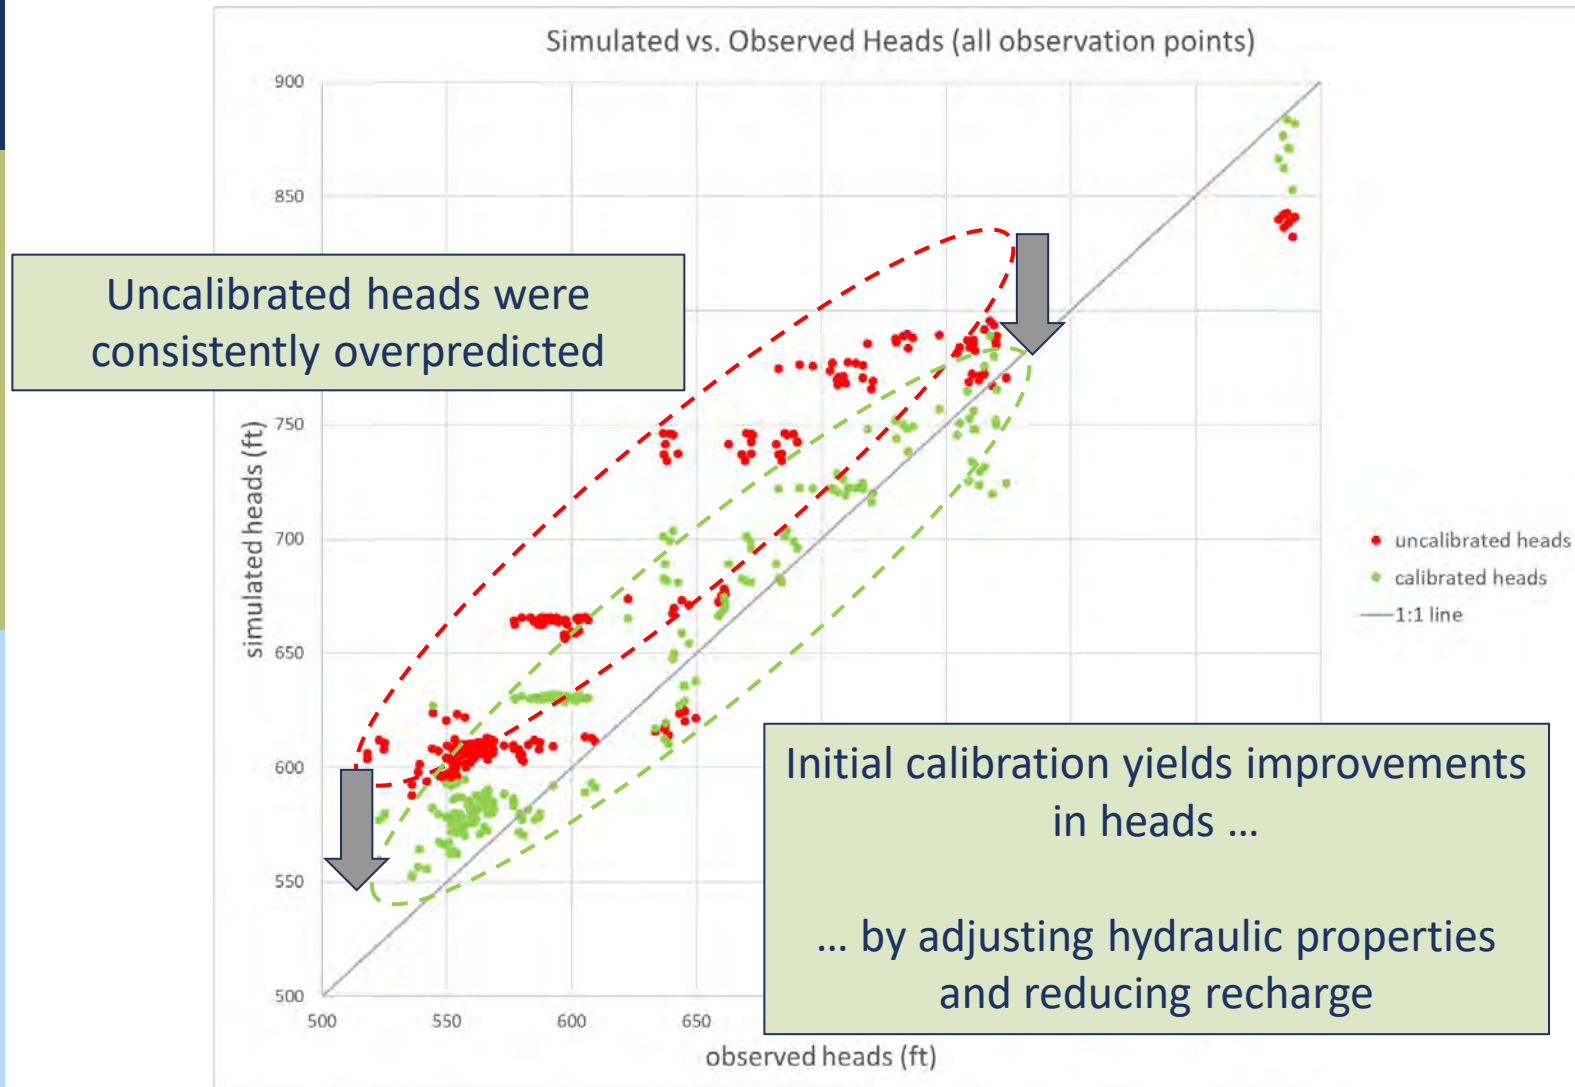 Simulated vs. Observed Heads (all observation points)
900
850
Uncalibrated heads were
consistently overpredicted
750
700
650
600
550
500
simulated heads (ft)
500
550
600
650
observed heads (ft)
uncalibrated heads
calibrated heads
1:1 line
Initial calibration yields improvements
in heads ...
... by adjusting hydraulic properties
and reducing recharge